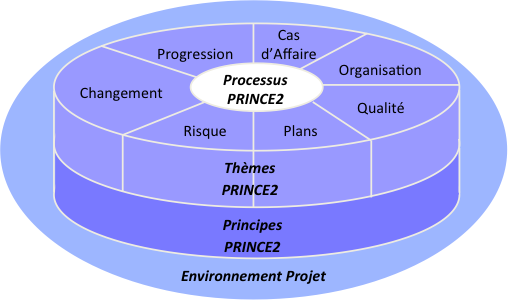 Cas
d'Affaire
Progression
Organisation
Processus
PRINCE2
Changement
Qualité
Risque
Plans
Thèmes
PRINCE2
Principes
PRINCE2
Environnement Projet